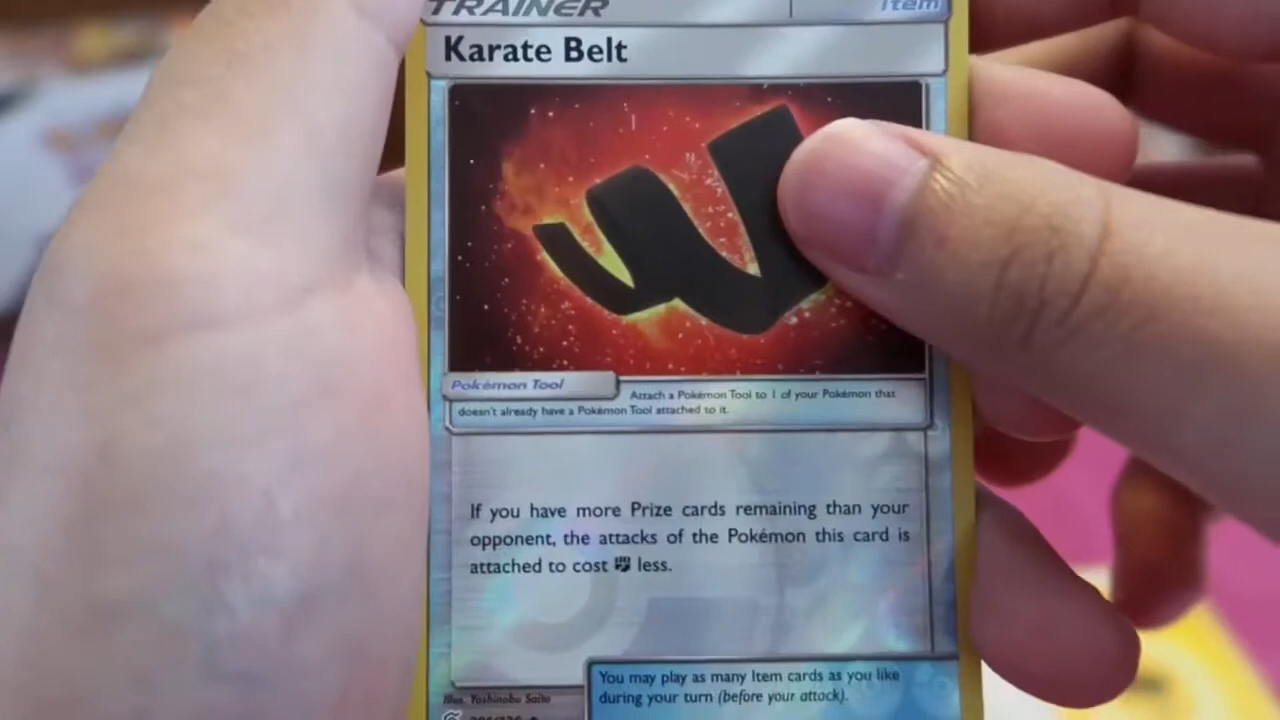 TRAINER
Item
Karate Belt
Pokémon Tool
Attach a Pokémon Tool to 1 of your Pokémon that
doesn't already have a Pokémon Tool attached to it.
If you have more Prize cards remaining than your
opponent, the attacks of the Pokémon this card is
attached to cost less.
You may play as many Item cards as you like
during your turn (before your attack).
Illus. Yoshinobu Saito